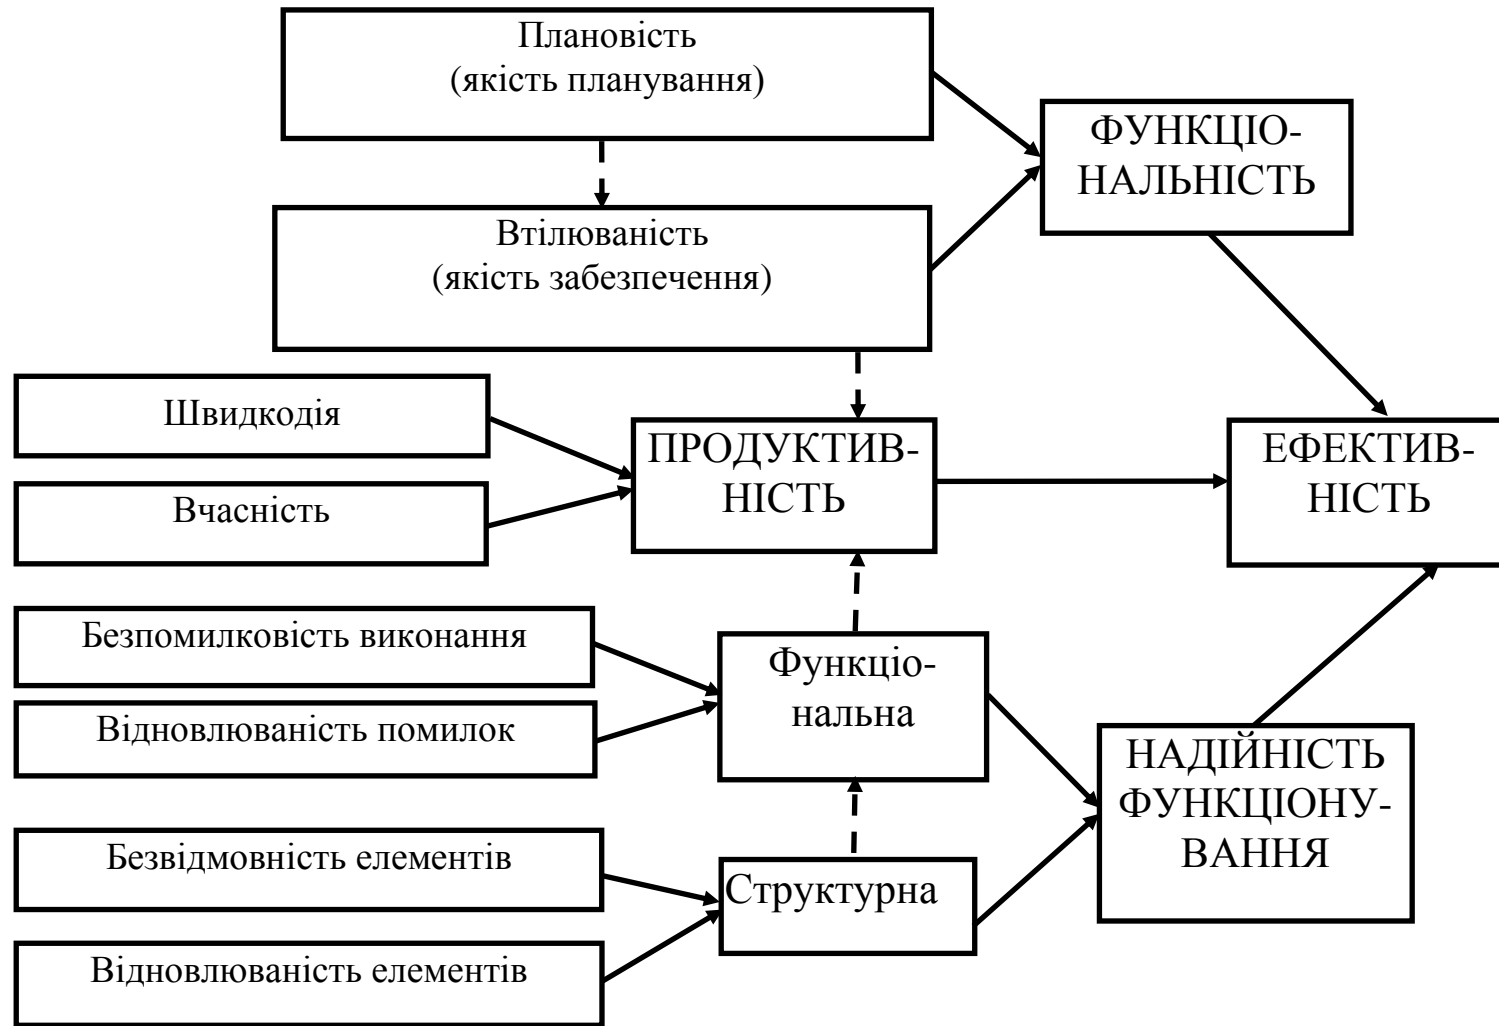 Плановість
(якість планування)
ФУНКЦІО-
НАЛЬНІСТЬ
Втілюваність
(якість забезпечення)
Швидкодія
Вчасність
ПРОДУКТИВ-
НІСТЬ
ЕФЕКТИВ-
НІСТЬ
Безпомилковість виконання
Відновлюваність помилок
Функціо-
нальна
НАДІЙНІСТЬ
ФУНКЦІОНУ-
ВАННЯ
Безвідмовність елементів
Структурна
Відновлюваність елементів